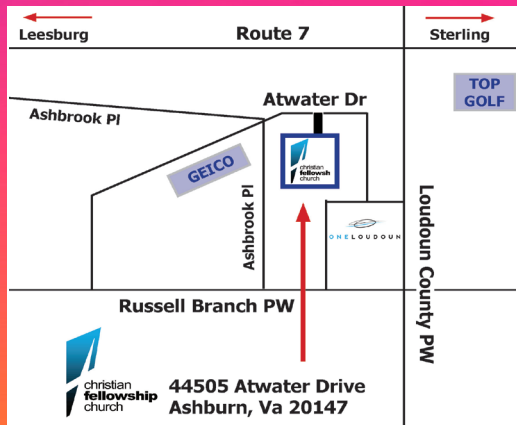 Leesburg
Route 7
Sterling
TOP
GOLF
Atwater Dr
Ashbrook Pl
GEICO
christian
fellowship
church
Ashbrook Pl
ONELOUDOUN
Loudoun County PW
Russell Branch PW
christian
fellowship
church
44505 Atwater Drive
Ashburn, Va 20147